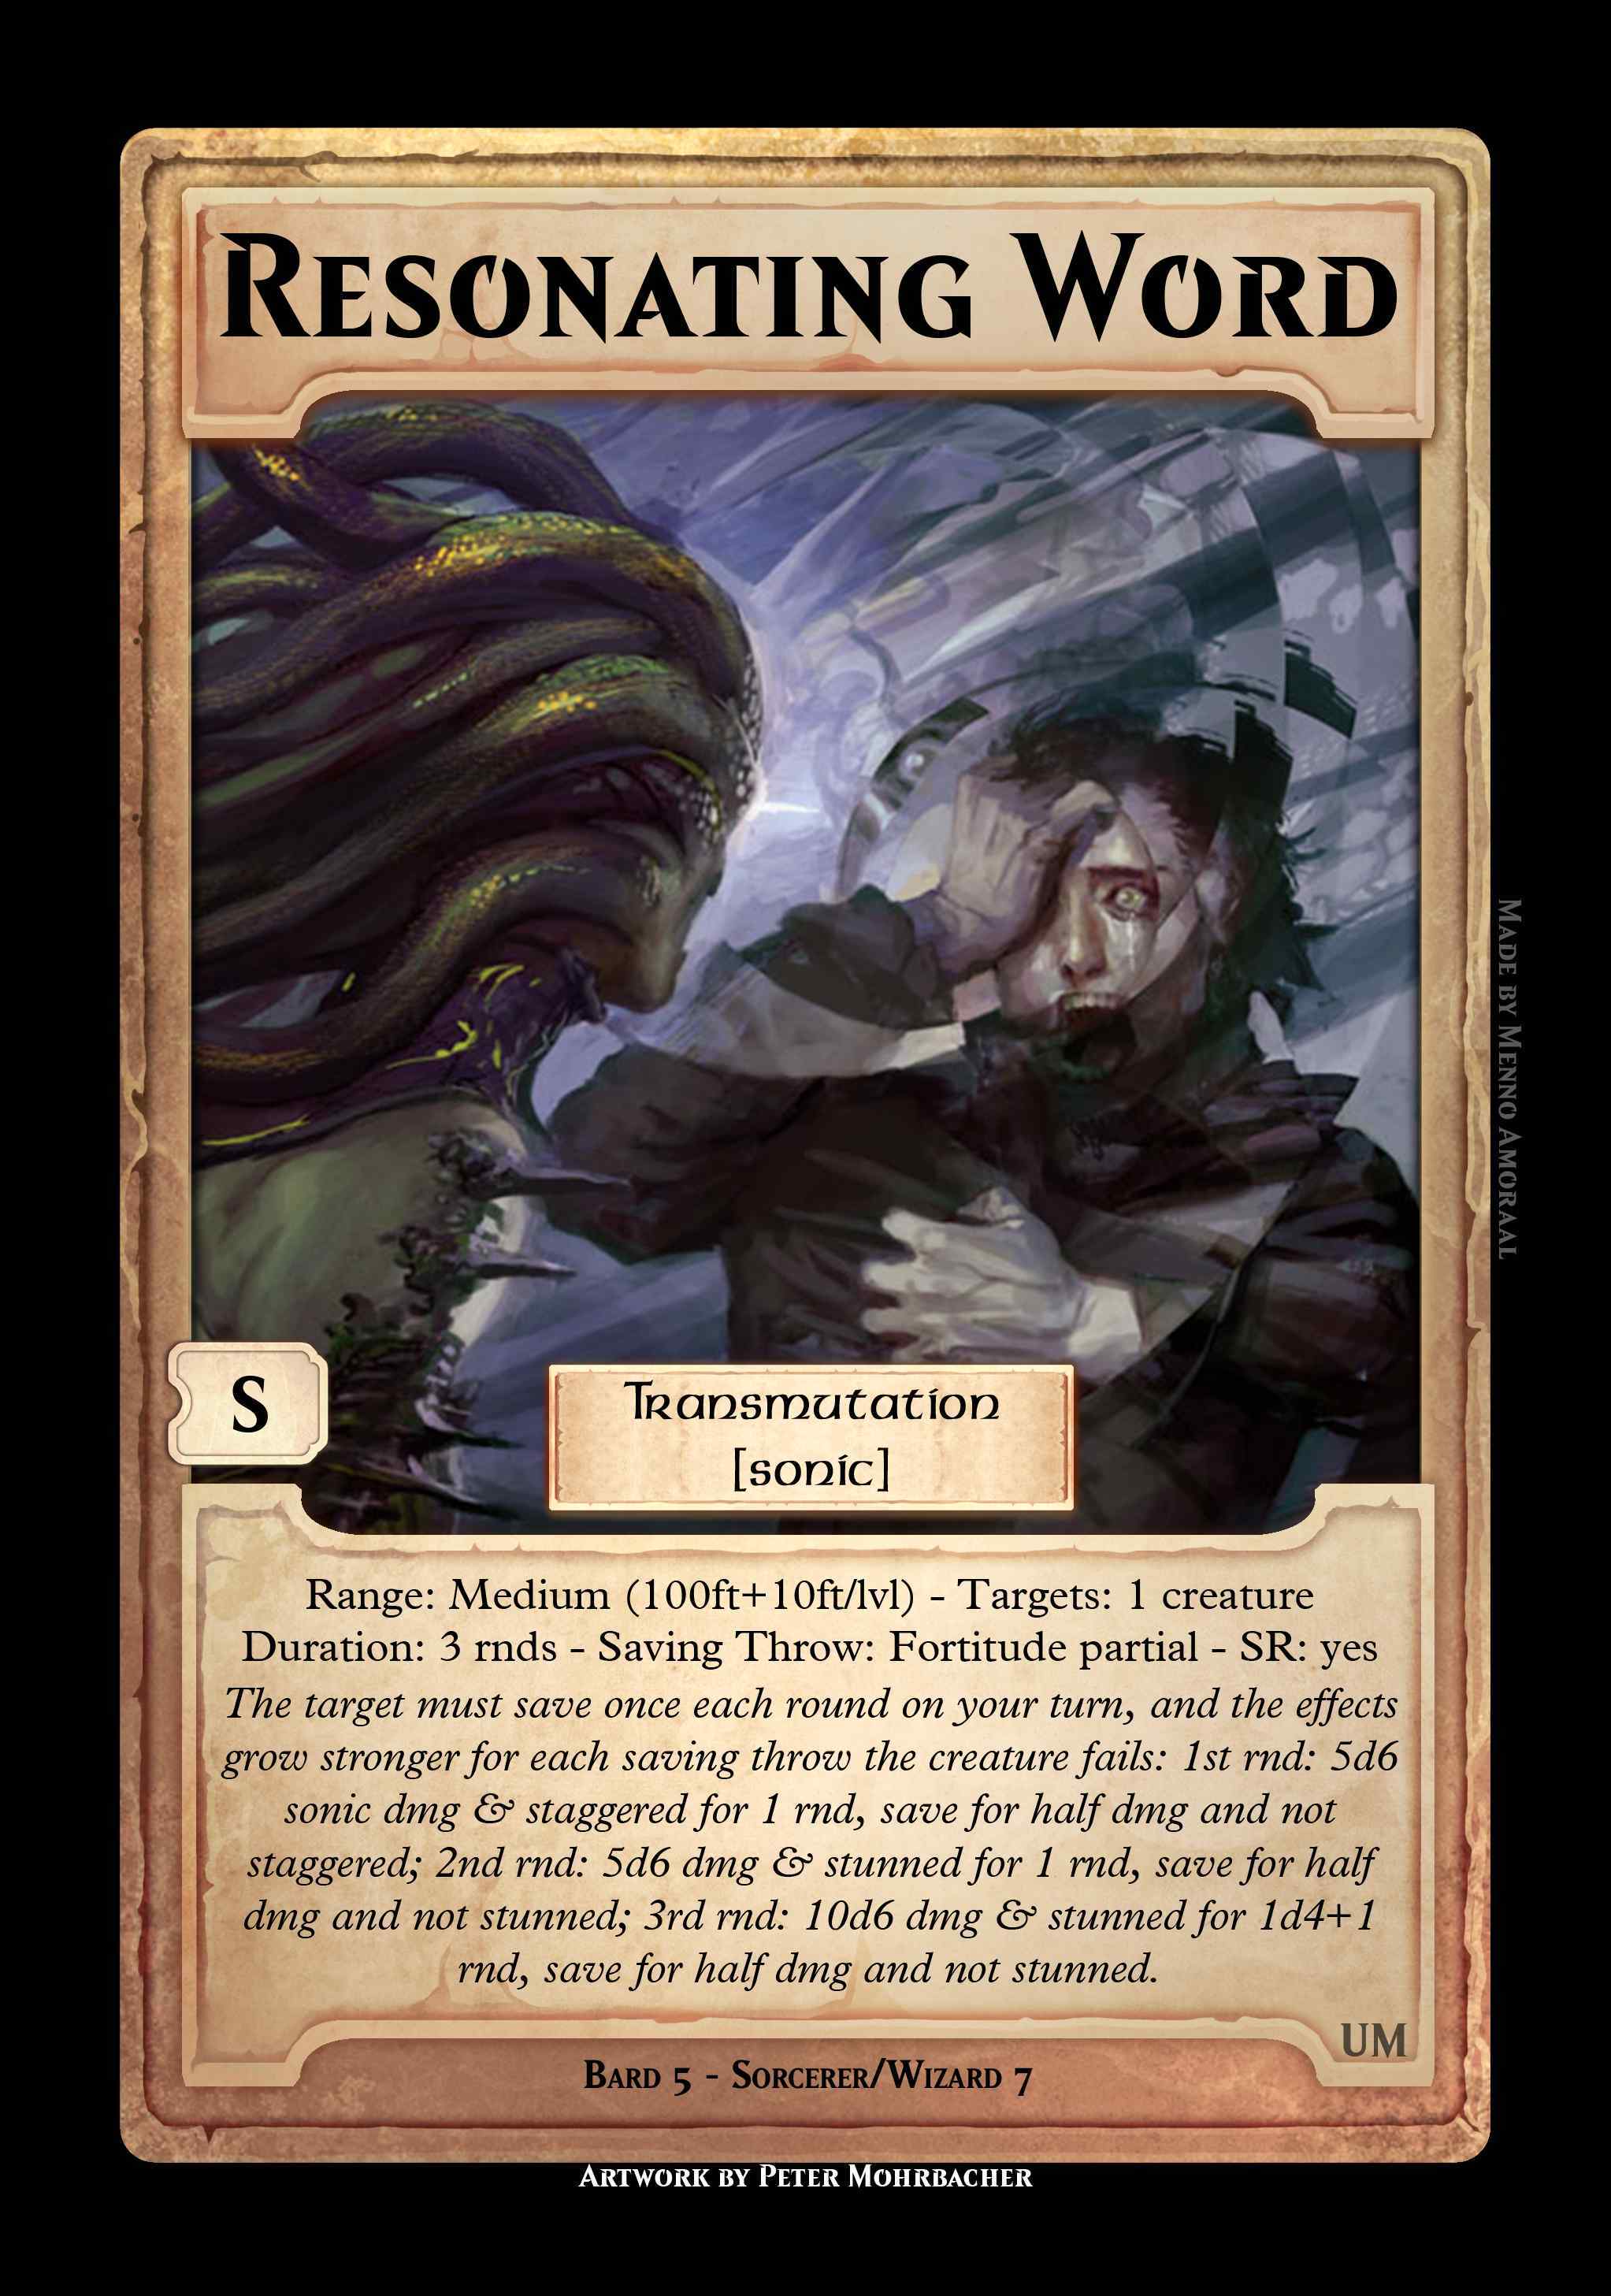 Resonating Word
S
Transmutation
[sonic]
Range: Medium (100ft+10ft/lvl) - Targets: 1 creature
Duration: 3 rnds - Saving Throw: Fortitude partial - SR: yes
The target must save once each round on your turn, and the effects
grow stronger for each saving throw the creature fails: 1st rnd: 5d6
sonic dmg & staggered for 1 rnd, save for half dmg and not
staggered; 2nd rnd: 5d6 dmg & stunned for 1 rnd, save for half
dmg and not stunned; 3rd rnd: 10d6 dmg & stunned for 1d4+1
rnd, save for half dmg and not stunned.
UM
Bard 5 - Sorcerer/Wizard 7
Artwork by Peter Mohrbacher
Made by Menno Amoraal